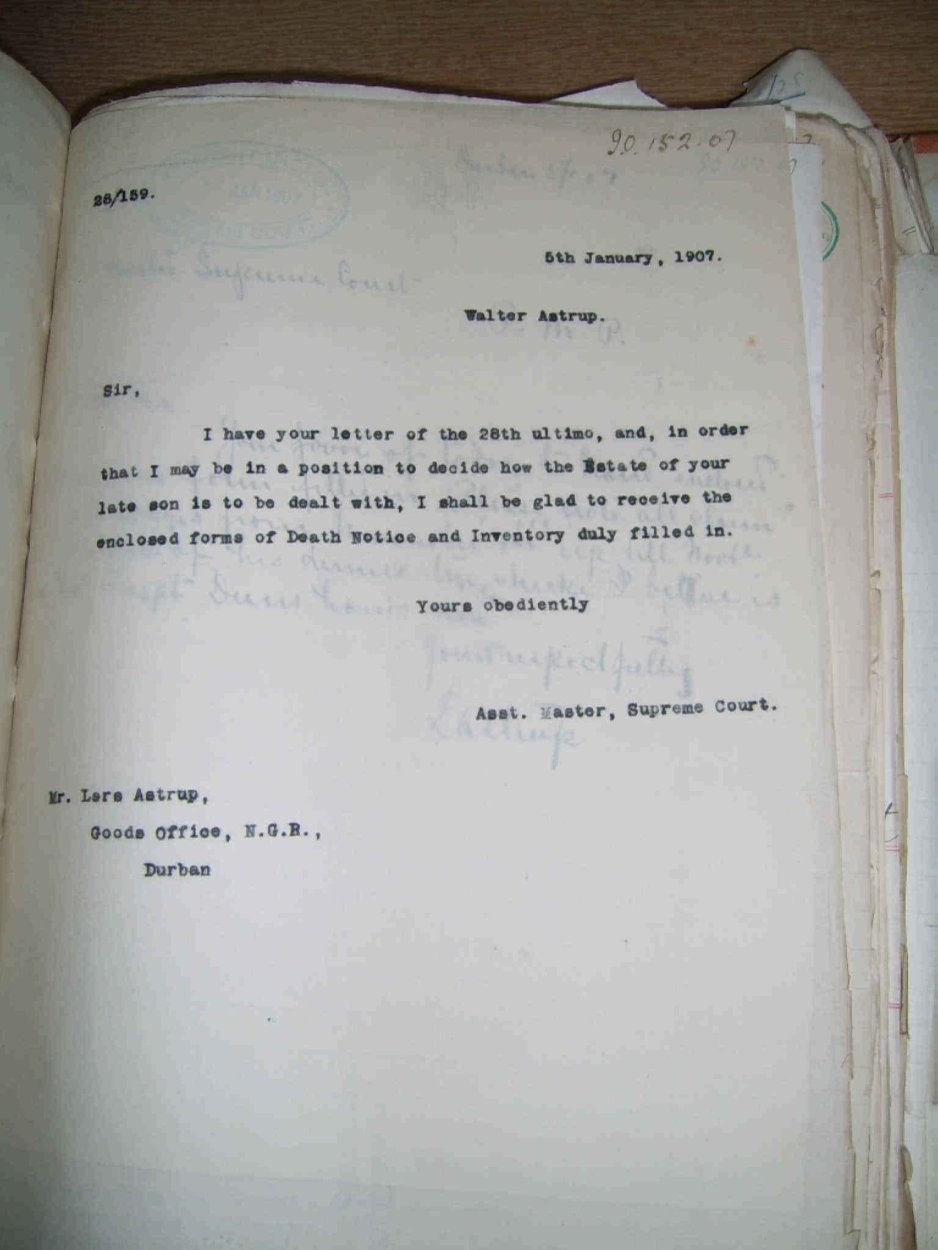 90.152.07
28/159.
5th January, 1907.
Walter Astrup.
Supreme Court
Sir,
I have your letter of the 28th ultimo, and, in order
that I may be in a position to decide how the Estate of your
late son is to be dealt with, I shall be glad to receive the
enclosed forms of Death Notice and Inventory duly filled in.
Yours obediently
Asst. Master, Supreme Court.
Mr. Lars Astrup,
Goods Office, N.G.R.,
Durban